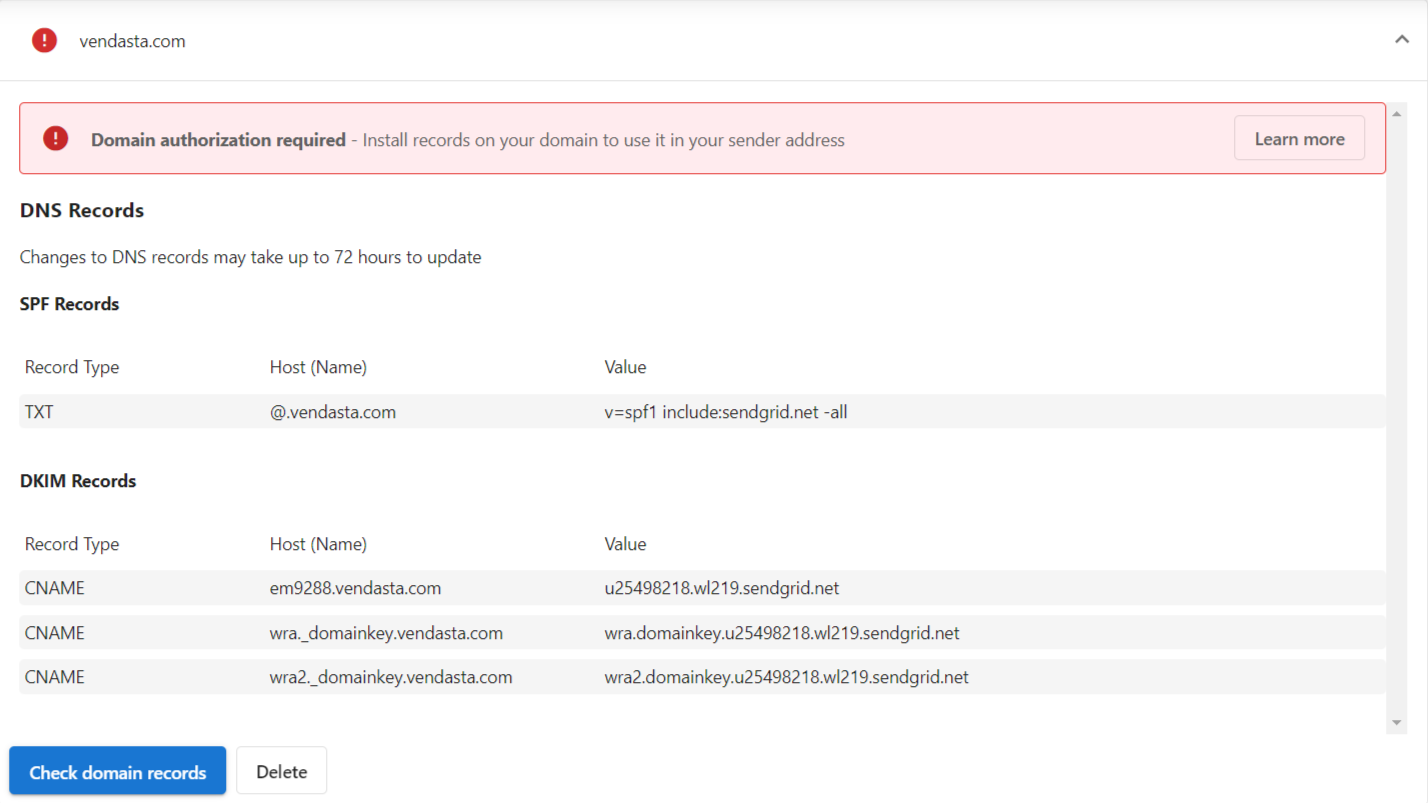 vendasta.com
Domain authorization required - Install records on your domain to use it in your sender address Learn more
DNS Records
Changes to DNS records may take up to 72 hours to update
SPF Records
Record Type Host (Name) Value
TXT @.vendasta.com v=spf1 include:sendgrid.net -all
DKIM Records
Record Type Host (Name) Value
CNAME em9288.vendasta.com u25498218.wl219.sendgrid.net
CNAME wra._domainkey.vendasta.com wra.domainkey.u25498218.wl219.sendgrid.net
CNAME wra2._domainkey.vendasta.com wra2.domainkey.u25498218.wl219.sendgrid.net
Check domain records Delete